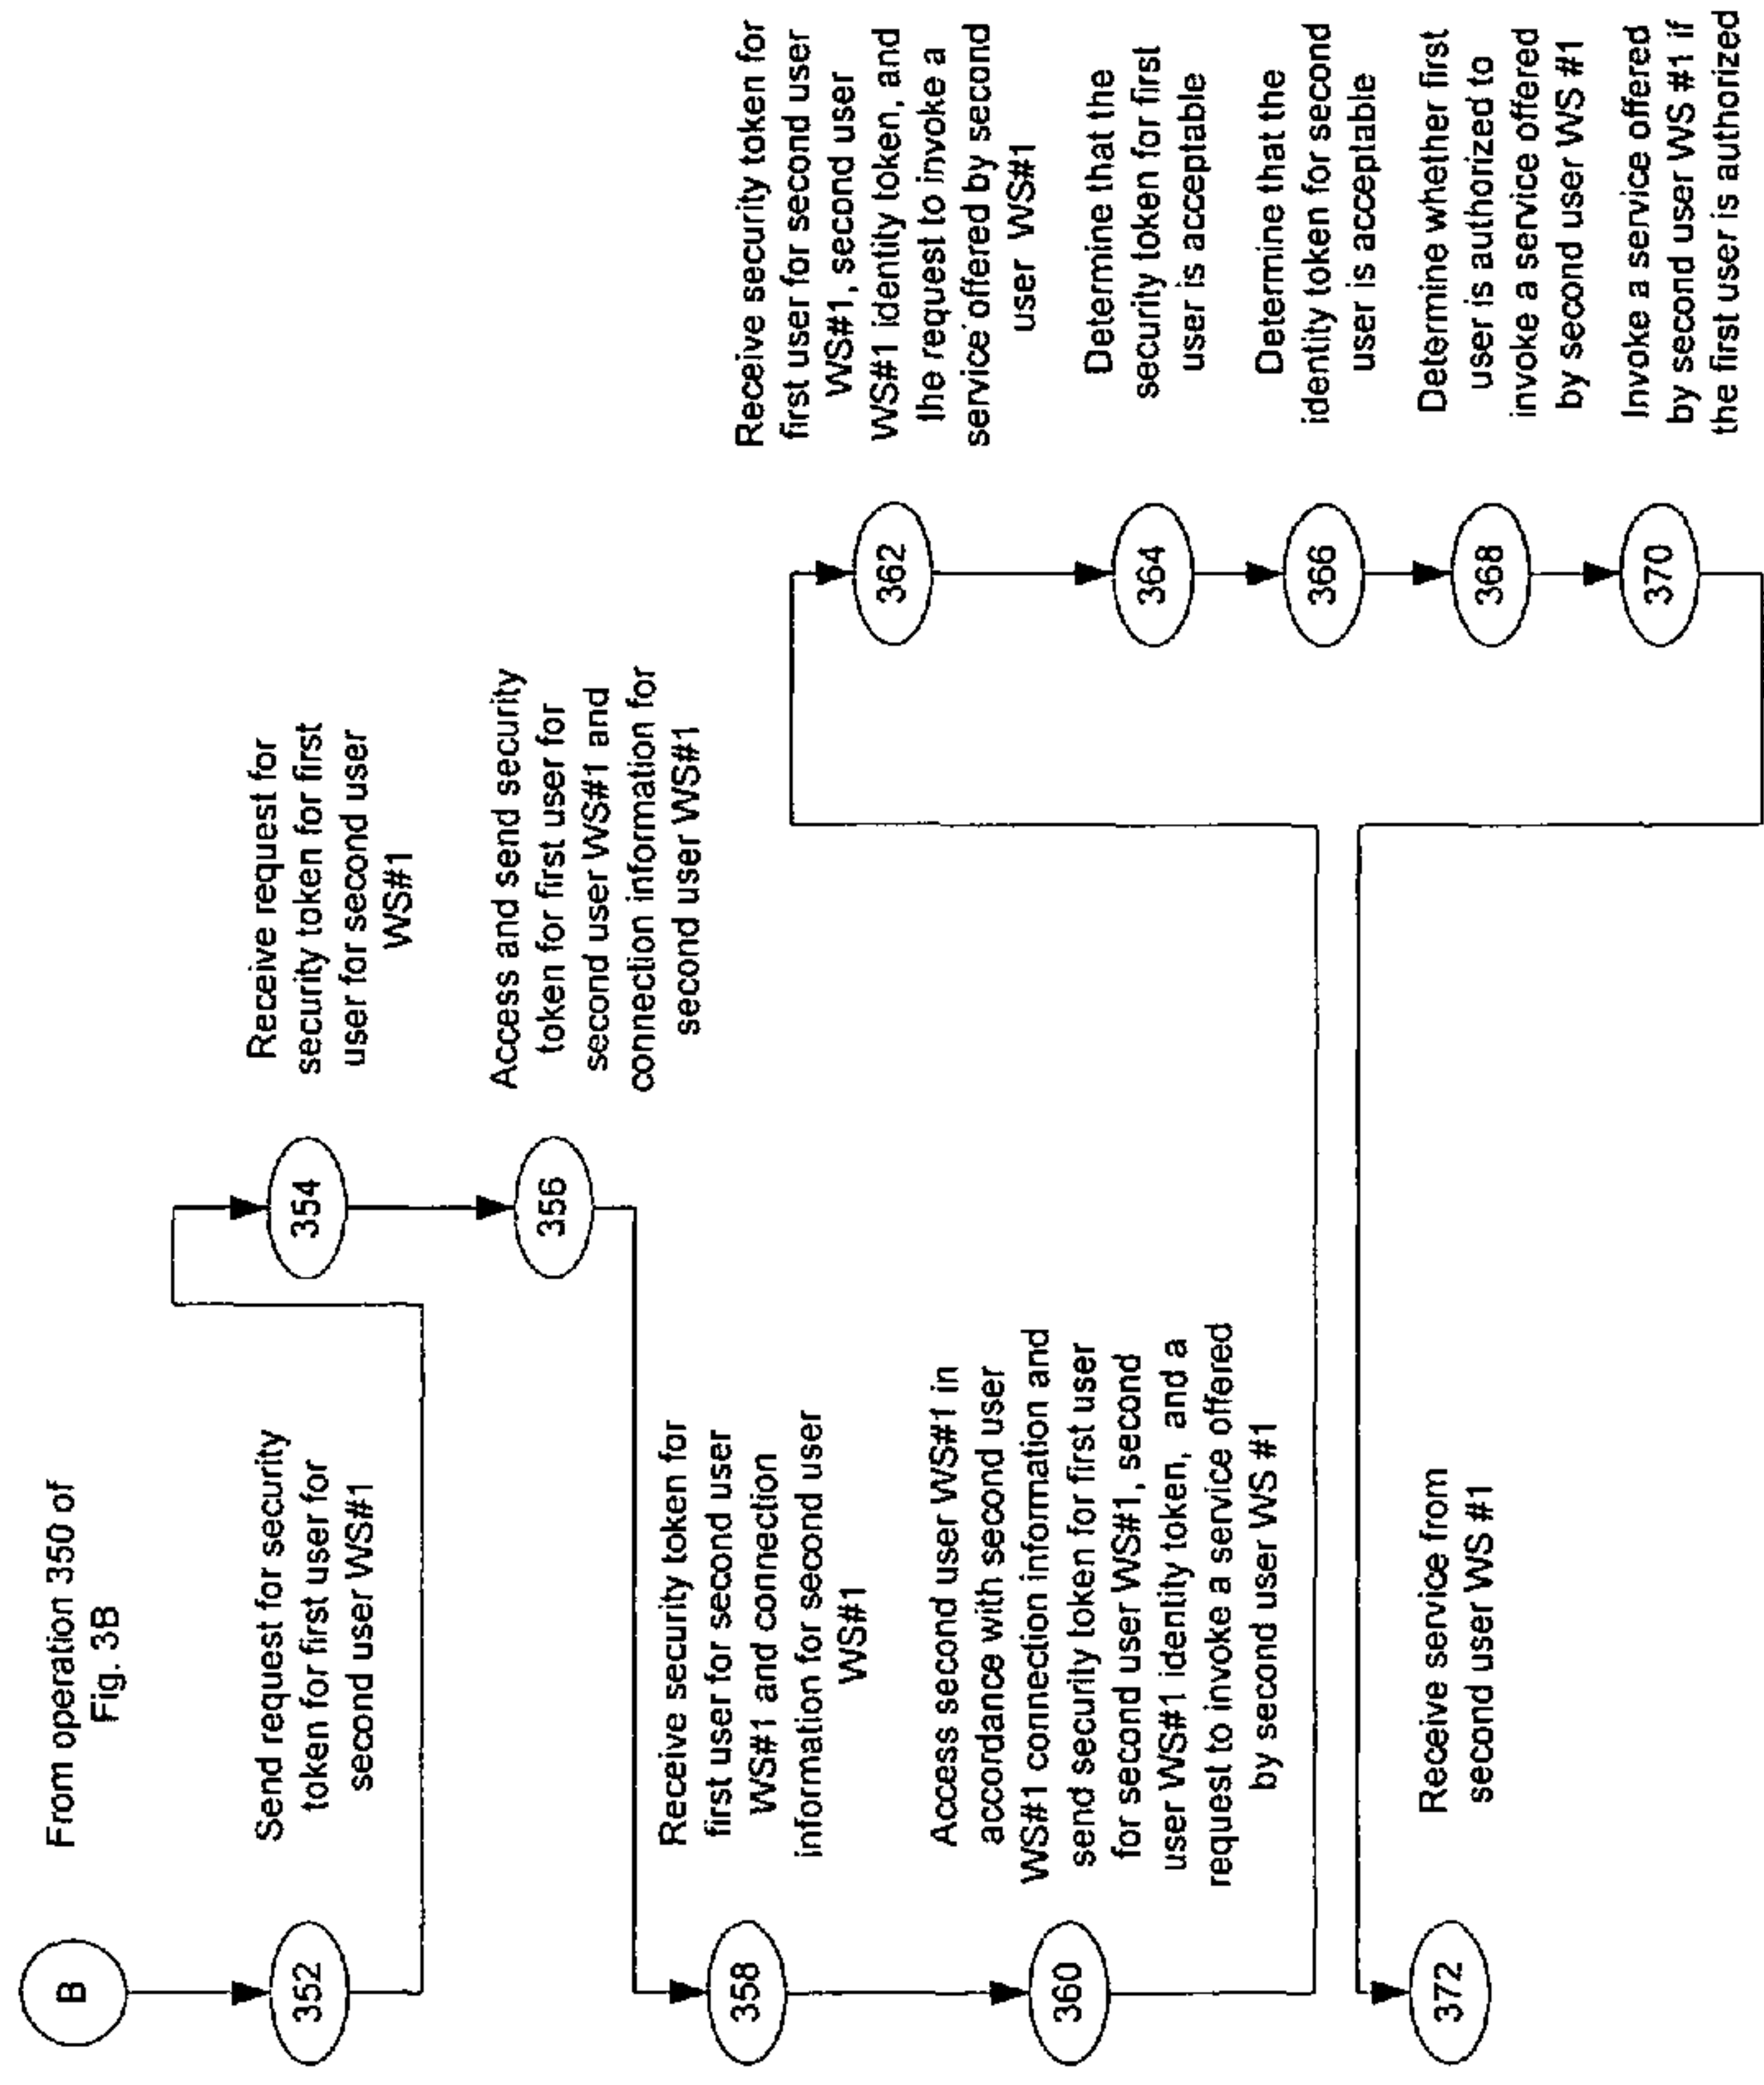 B
From operation 350 of
Fig. 3B
352
Send request for security
token for first user for
second user WS#1
354
Receive request for
security token for first
user for second user
WS#1
356
Access and send security
token for first user for
second user WS#1 and
connection information for
second user WS#1
358
Receive security token for
first user for second user
WS#1 and connection
information for second user
WS#1
360
Access second user WS#1 in
accordance with second user
WS#1 connection information and
send security token for first user
for second user WS#1, second
user WS#1 identity token, and a
request to invoke a service offered
by second user WS #1
362
Receive security token for
first user for second user
WS#1, second user
WS#1 identity token, and
the request to invoke a
service offered by second
user WS#1
364
Determine that the
security token for first
user is acceptable
366
Determine that the
identity token for second
user is acceptable
368
Determine whether first
user is authorized to
invoke a service offered
by second user WS #1
370
Invoke a service offered
by second user WS #1 if
the first user is authorized
372
Receive service from
second user WS #1